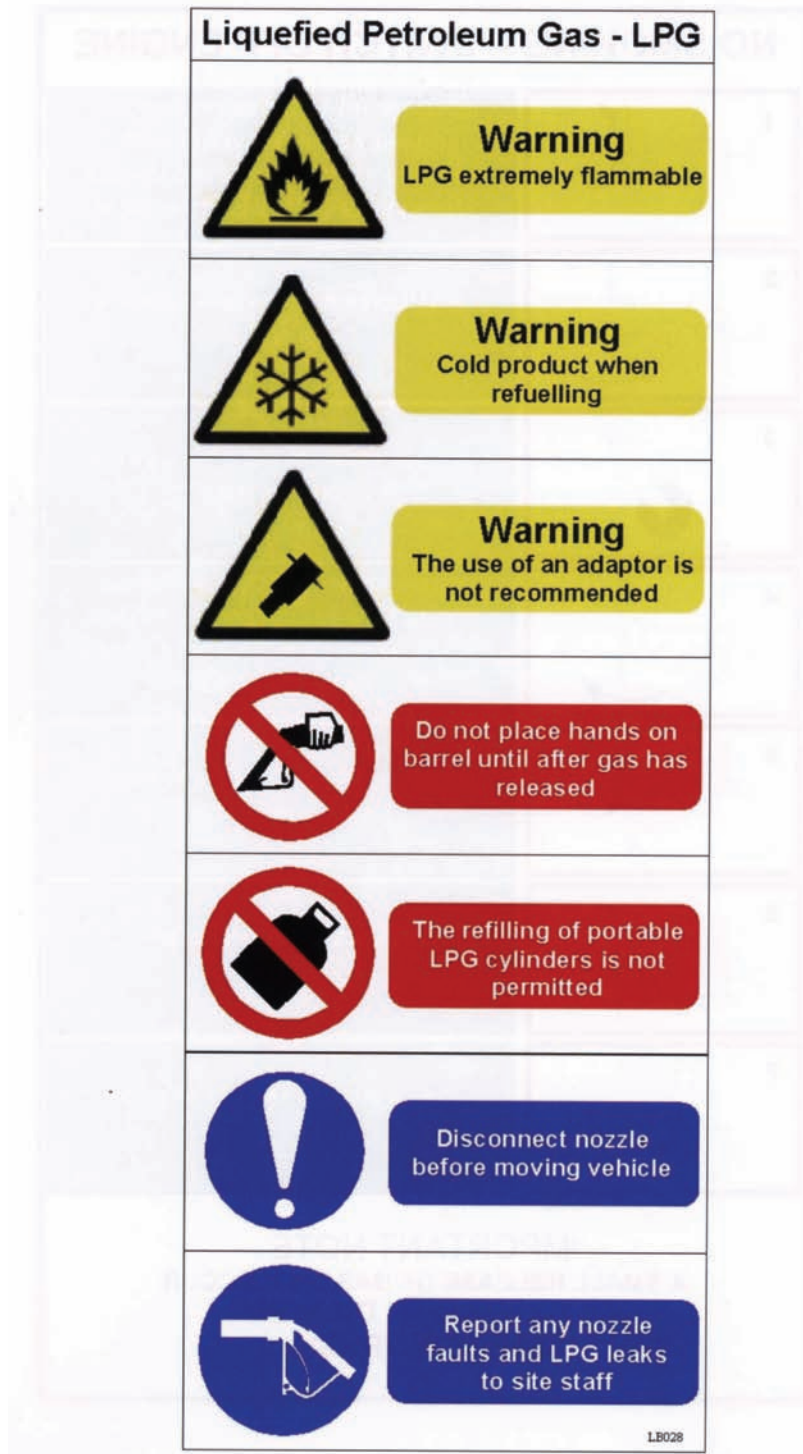 Liquefied Petroleum Gas - LPG
Warning
LPG extremely flammable
Warning
Cold product when
refuelling
Warning
The use of an adaptor is
not recommended
Do not place hands on
barrel until after gas has
released
The refilling of portable
LPG cylinders is not
permitted
Disconnect nozzle
before moving vehicle
Report any nozzle
faults and LPG leaks
to site staff
LB028